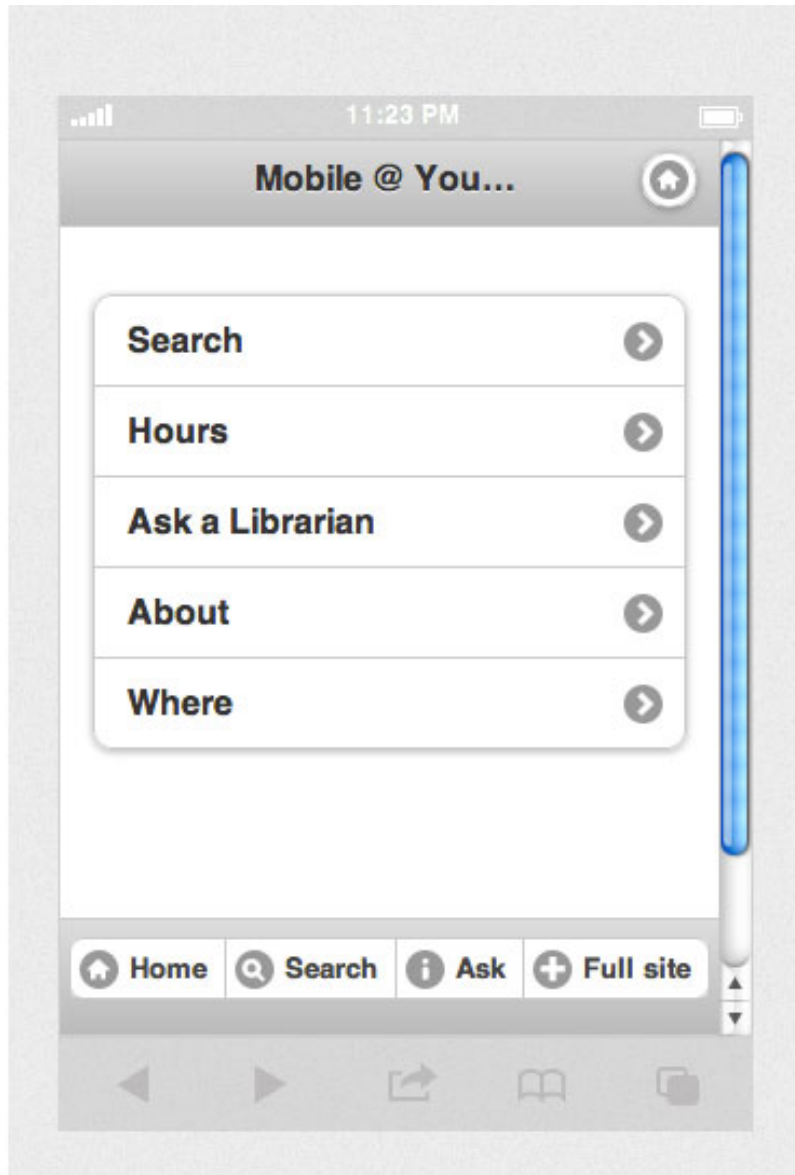 11:23 PM
Mobile @ You...
Search
Hours
Ask a Librarian
About
Where
Home Search Ask Full site